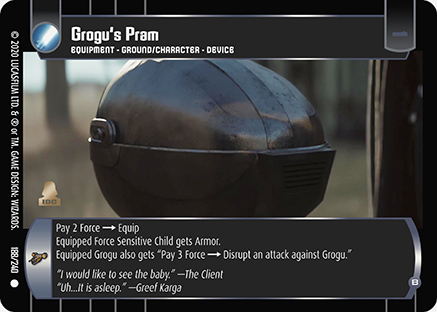 Grogu's Pram
EQUIPMENT - GROUND/CHARACTER - DEVICE
Pay 2 Force → Equip
Equipped Force Sensitive Child gets Armor.
Equipped Grogu also gets “Pay 3 Force → Disrupt an attack against Grogu.”
“I would like to see the baby.” —The Client
“Uh...It is asleep.” —Greef Karga
B
© 2020 LUCASFILM LTD. & ® or TM. GAME DESIGN: WIZARDS. 188/240